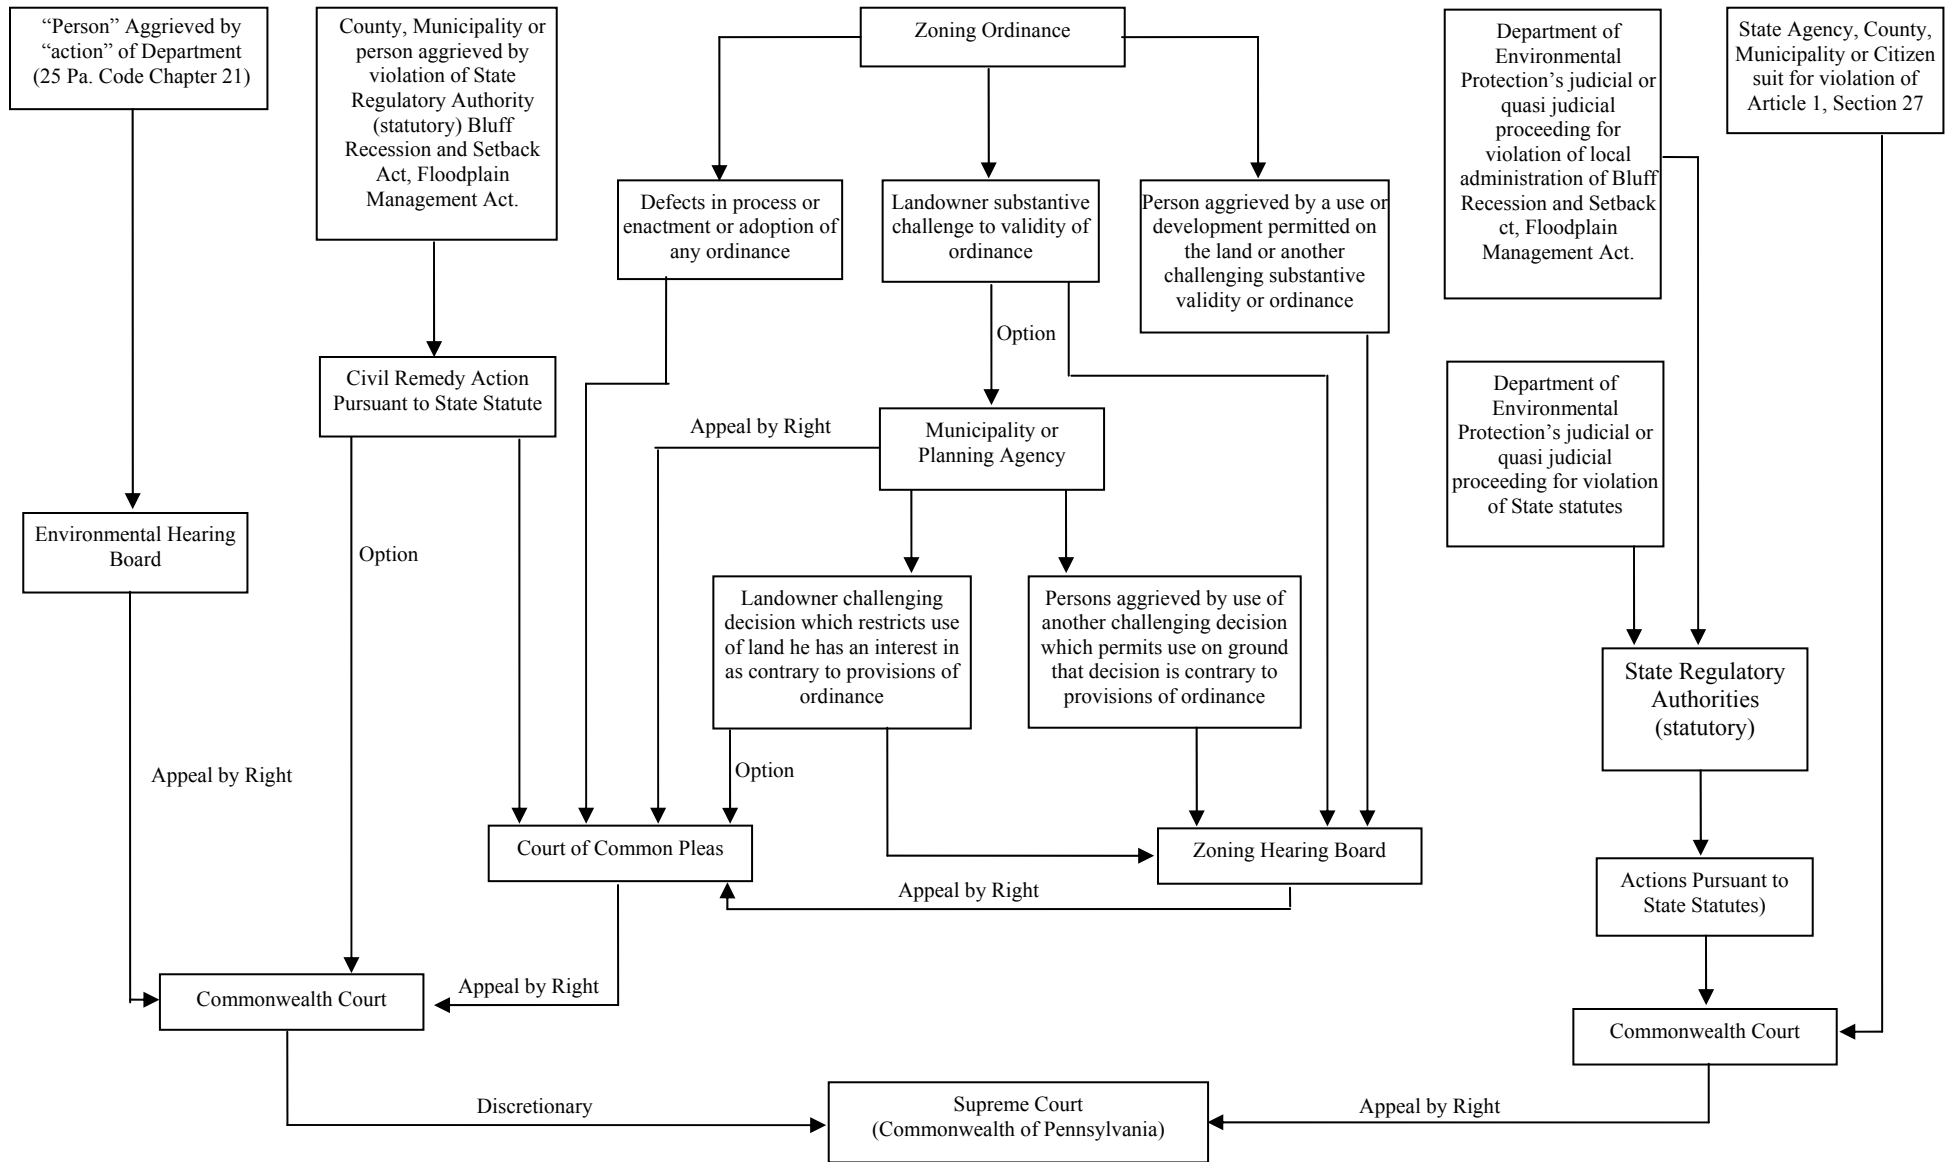 “Person” Aggrieved by
“action” of Department
(25 Pa. Code Chapter 21)
County, Municipality or
person aggrieved by
violation of State
Regulatory Authority
(statutory) Bluff
Recession and Setback
Act, Floodplain
Management Act.
Zoning Ordinance
Department of
Environmental
Protection’s judicial or
quasi judicial
proceeding for
violation of local
administration of Bluff
Recession and Setback
ct, Floodplain
Management Act.
State Agency, County,
Municipality or Citizen
suit for violation of
Article 1, Section 27
Defects in process or
enactment or adoption of
any ordinance
Landowner substantive
challenge to validity of
ordinance
Person aggrieved by a use or
development permitted on
the land or another
challenging substantive
validity or ordinance
Option
Civil Remedy Action
Pursuant to State Statute
Department of
Environmental
Protection’s judicial or
quasi judicial
proceeding for violation
of State statutes
Appeal by Right
Municipality or
Planning Agency
Environmental Hearing
Board
Option
Landowner challenging
decision which restricts use
of land he has an interest in
as contrary to provisions of
ordinance
Persons aggrieved by use of
another challenging decision
which permits use on ground
that decision is contrary to
provisions of ordinance
State Regulatory
Authorities
(statutory)
Appeal by Right
Option
Court of Common Pleas
Zoning Hearing Board
Appeal by Right
Actions Pursuant to
State Statutes)
Commonwealth Court
Appeal by Right
Commonwealth Court
Discretionary
Supreme Court
(Commonwealth of Pennsylvania)
Appeal by Right